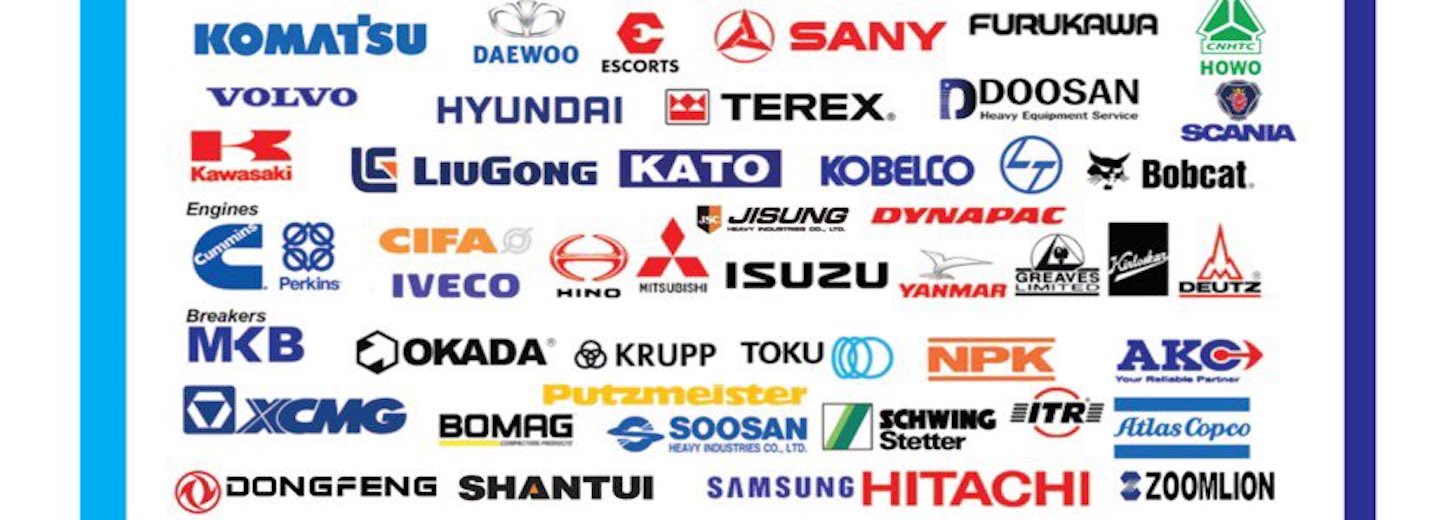 KOMATSU DAEWOO ESCORTS SANY FURUKAWA CNHTC HOWO
VOLVO HYUNDAI TEREX® DOOSAN Heavy Equipment Service SCANIA
Kawasaki LG LIUGONG KATO KOBELCO LT Bobcat®
JSC JISUNG HEAVY INDUSTRIES CO., LTD. DYNAPAC
Engines
Cummins Perkins® CIFA IVECO HINO MITSUBISHI ISUZU YANMAR GREAVES LIMITED Kirloskar DEUTZ®
Breakers
MKB OKADA® KRUPP TOKU NPK AKC Your Reliable Partner
Putzmeister
XCMG BOMAG SOOSAN HEAVY INDUSTRIES CO., LTD. SCHWING Stetter ITR® Atlas Copco
DONGFENG SHANTUI SAMSUNG HITACHI ZOOMLION